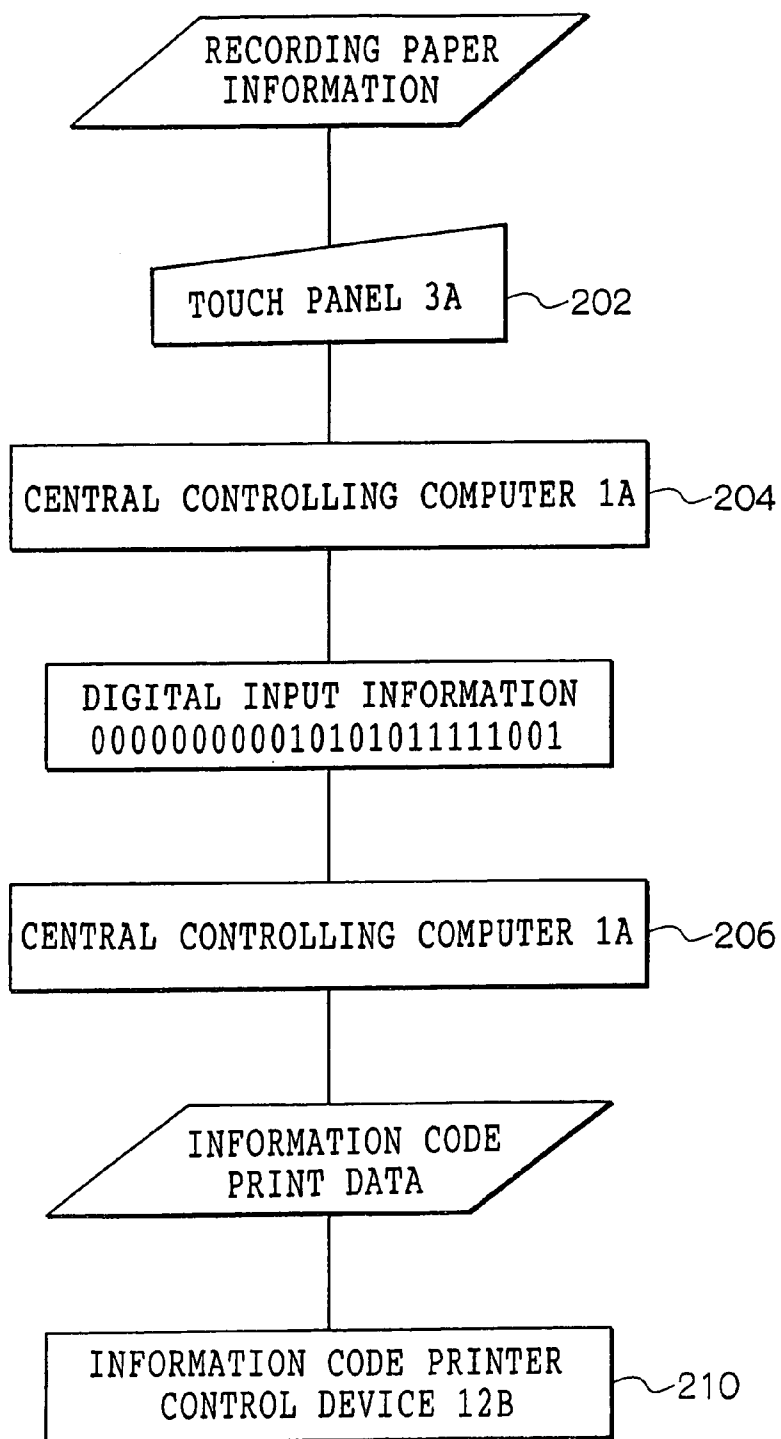 RECORDING PAPER
INFORMATION
TOUCH PANEL 3A
202
CENTRAL CONTROLLING COMPUTER 1A
204
DIGITAL INPUT INFORMATION
000000000010101011111001
CENTRAL CONTROLLING COMPUTER 1A
206
INFORMATION CODE
PRINT DATA
INFORMATION CODE PRINTER
CONTROL DEVICE 12B
210